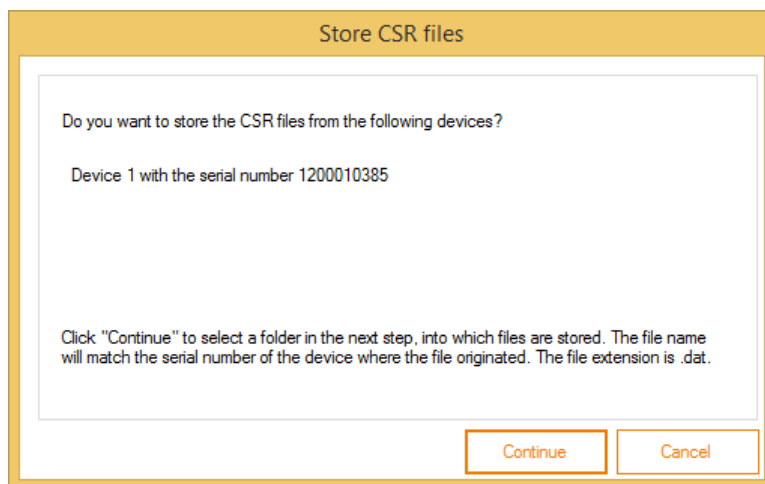 Store CSR files
Do you want to store the CSR files from the following devices?
Device 1 with the serial number 1200010385
Click "Continue" to select a folder in the next step, into which files are stored. The file name
will match the serial number of the device where the file originated. The file extension is .dat.
Continue
Cancel